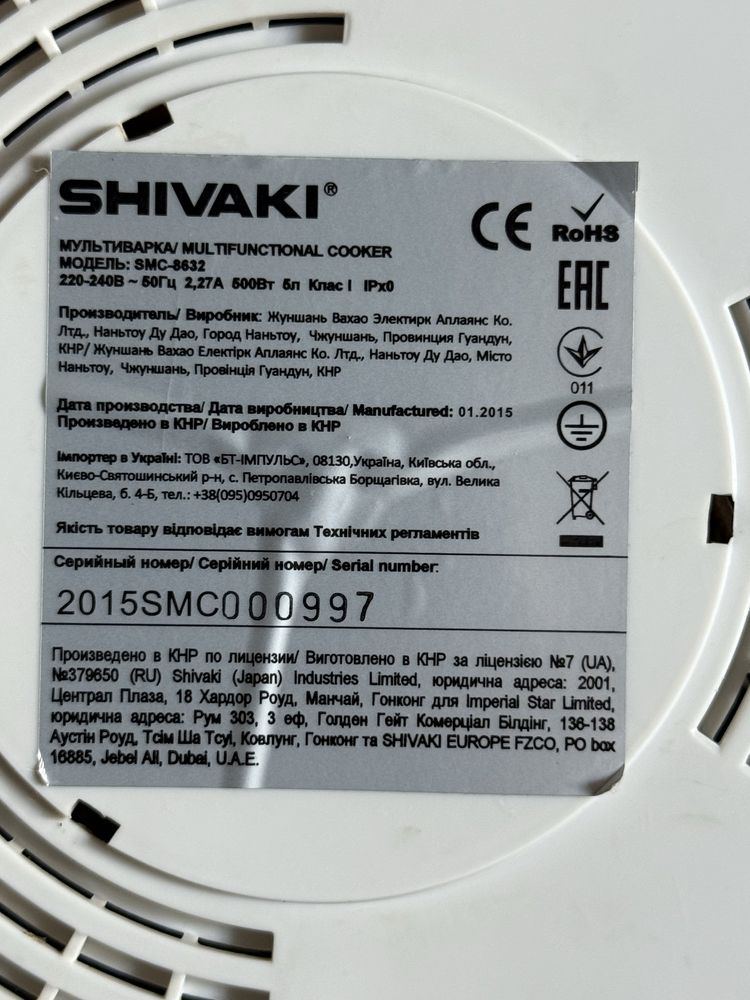 SHIVAKI®
CE RoHS
МУЛЬТИВАРКА/ MULTIFUNCTIONAL COOKER
МОДЕЛЬ: SMC-8632
220-240В ~ 50Гц 2,27А 500Вт 5л Клас I IPx0
EAC
Производитель/ Виробник: Жуншань Вахао Электирк Аплаянс Ко.
Лтд., Наньтоу Ду Дао, Город Наньтоу, Чжуншань, Провинция Гуандун,
КНР/ Жуншань Вахао Електірк Аплаянс Ко. Лтд., Наньтоу Ду Дао, Місто
Наньтоу, Чжуншань, Провінція Гуандун, КНР
011
Дата производства/ Дата виробництва/ Manufactured: 01.2015
Произведено в КНР/ Вироблено в КНР
Імпортер в Україні: ТОВ «БТ-ІМПУЛЬС», 08130,Україна, Київська обл.,
Києво-Святошинський р-н, с. Петропавлівська Борщагівка, вул. Велика
Кільцева, б. 4-Б, тел.: +38(095)0950704
Якість товару відповідає вимогам Технічних регламентів
Серийный номер/ Серійний номер/ Serial number:
2015SMC000997
Произведено в КНР по лицензии/ Виготовлено в КНР за ліцензією №7 (UA),
№379650 (RU) Shivaki (Japan) Industries Limited, юридична адреса: 2001,
Централ Плаза, 18 Хардор Роуд, Манчай, Гонконг для Imperial Star Limited,
юридична адреса: Рум 303, 3 еф, Голден Гейт Комерціал Білдінг, 136-138
Аустін Роуд, Тсім Ша Тсуі, Ковлунг, Гонконг та SHIVAKI EUROPE FZCO, PO box
16885, Jebel Ali, Dubai, U.A.E.